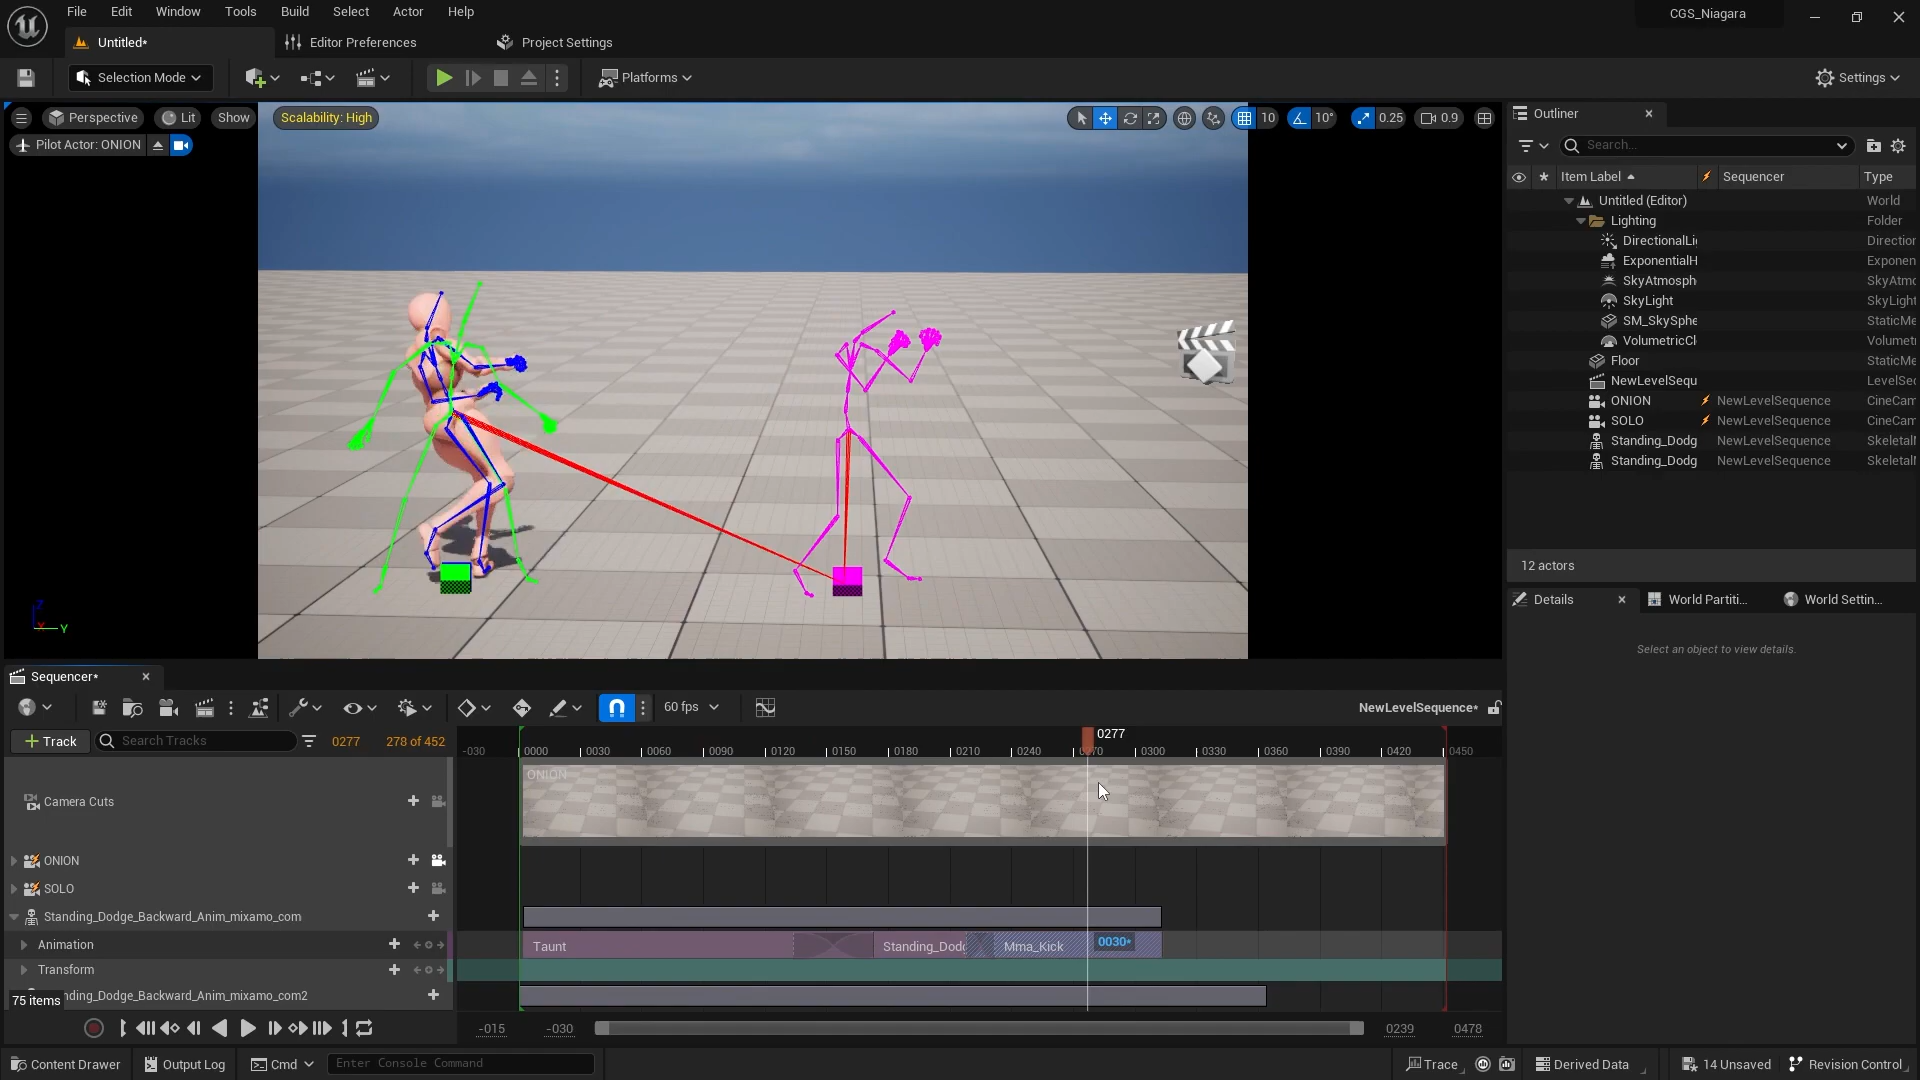 File Edit Window Tools Build Select Actor Help
CGS_Niagara
Untitled*
Editor Preferences
Project Settings
Selection Mode
Platforms
Settings
Perspective
Lit
Show
Scalability: High
10
10°
0.25
0.9
Pilot Actor: ONION
Z
X
Y
Outliner
Search...
Item Label
Sequencer
Type
Untitled (Editor) World
Lighting Folder
DirectionalLi Direction
ExponentialH Exponen
SkyAtmosph SkyAtmo
SkyLight SkyLight
SM_SkySphe StaticMe
VolumetricCl Volumet
Floor StaticMe
NewLevelSequ LevelSec
ONION NewLevelSequence CineCam
SOLO NewLevelSequence CineCam
Standing_Dodg NewLevelSequence Skeletal
Standing_Dodg NewLevelSequence Skeletal
12 actors
Details
World Partiti...
World Settin...
Select an object to view details.
Sequencer*
60 fps
NewLevelSequence*
Track
Search Tracks
0277
278 of 452
0277
-030 0000 0030 0060 0090 0120 0150 0180 0210 0240 0270 0300 0330 0360 0390 0420 0450
ONION
Camera Cuts
ONION
SOLO
Standing_Dodge_Backward_Anim_mixamo_com
Animation
Taunt
Standing_Dodg
Mma_Kick
0030*
Transform
75 items
nding_Dodge_Backward_Anim_mixamo_com2
-015
-030
0239
0478
Content Drawer
Output Log
Cmd
Enter Console Command
Trace
Derived Data
14 Unsaved
Revision Control